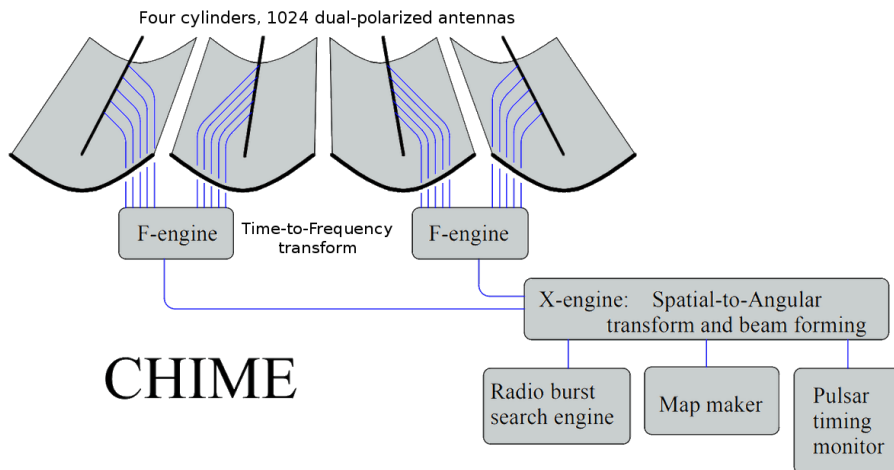 Four cylinders, 1024 dual-polarized antennas
F-engine
Time-to-Frequency
transform
F-engine
X-engine: Spatial-to-Angular
transform and beam forming
CHIME
Radio burst
search engine
Map maker
Pulsar
timing
monitor